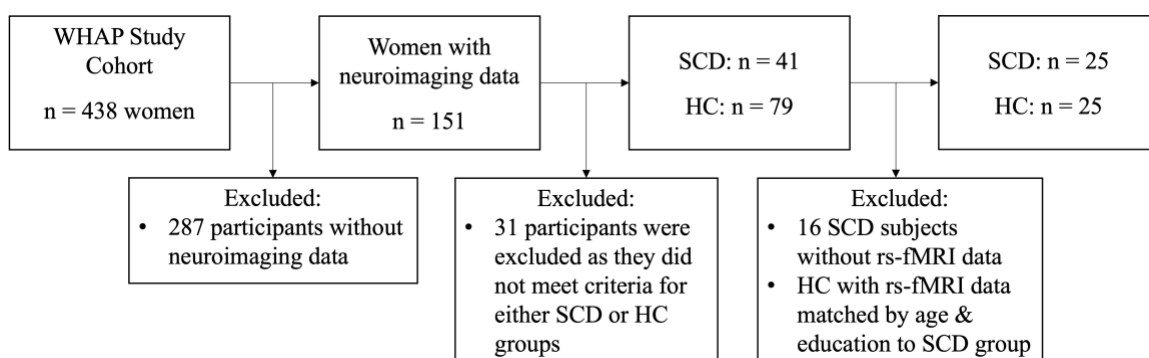 WHAP Study
Cohort
n = 438 women
Women with
neuroimaging data
n = 151
SCD: n = 41
HC: n = 79
SCD: n = 25
HC: n = 25
Excluded:
• 287 participants without
neuroimaging data
Excluded:
• 31 participants were
excluded as they did
not meet criteria for
either SCD or HC
groups
Excluded:
• 16 SCD subjects
without rs-fMRI data
• HC with rs-fMRI data
matched by age &
education to SCD group